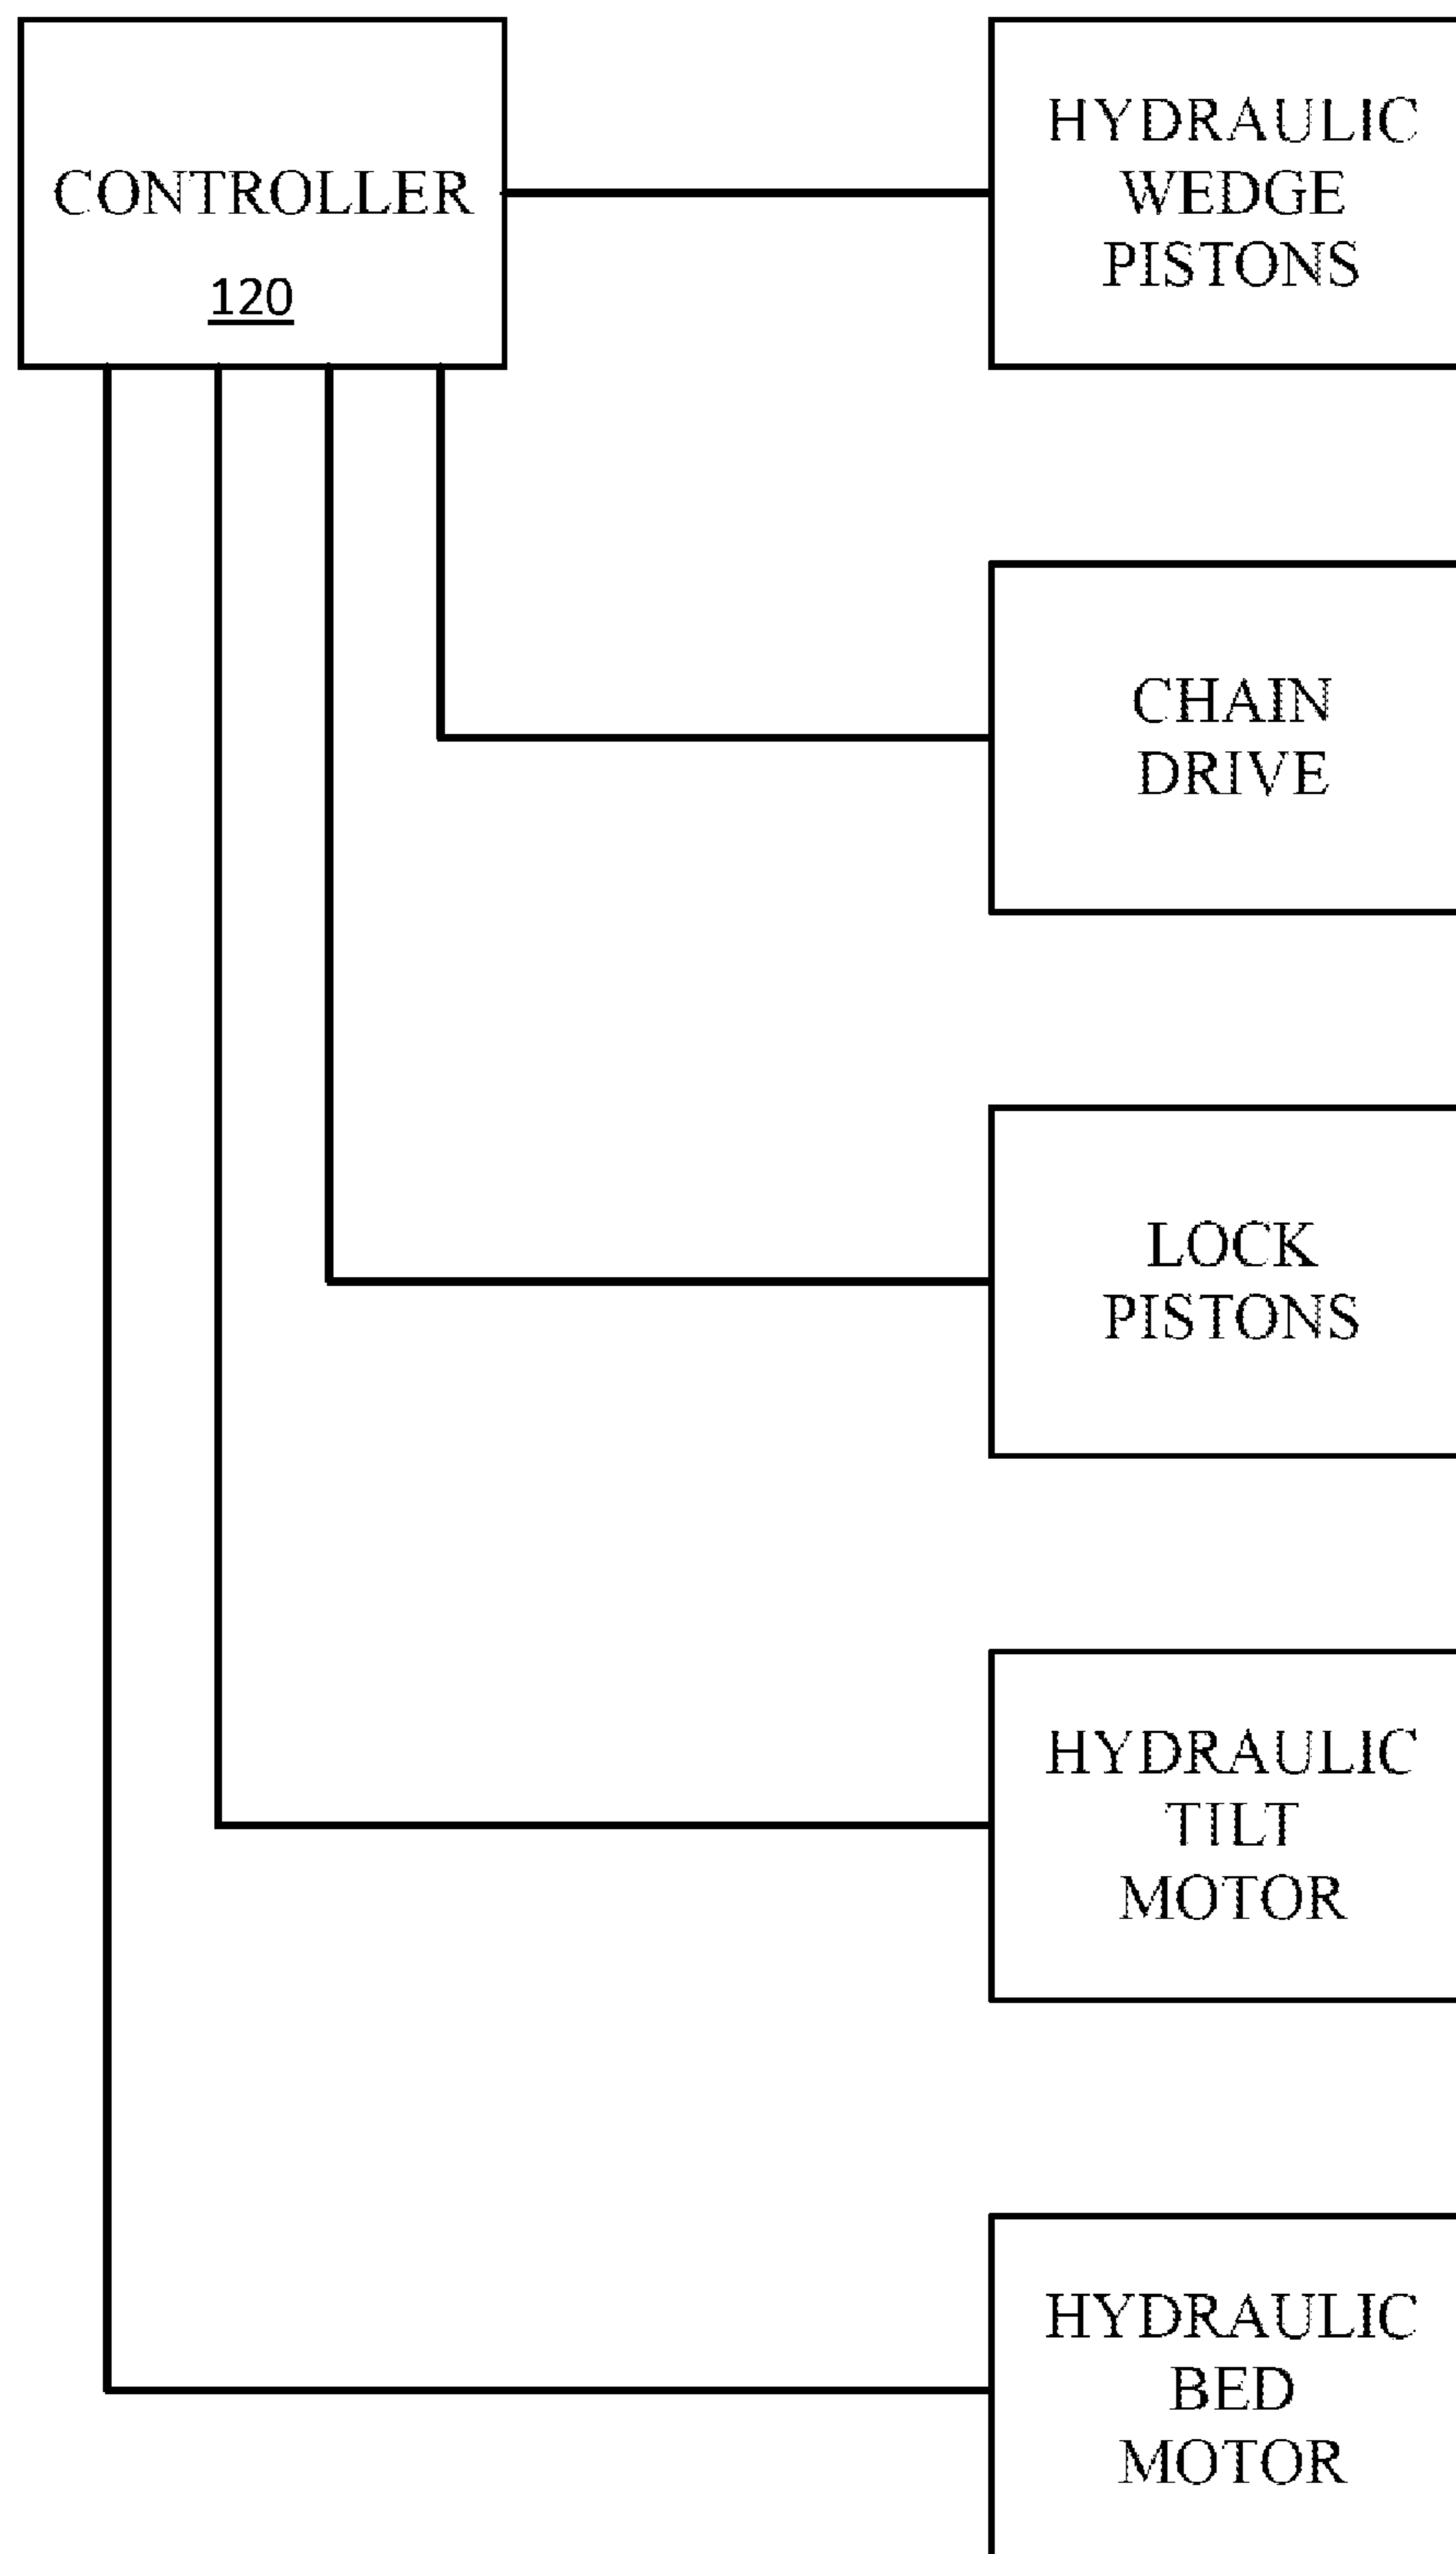 CONTROLLER
120
HYDRAULIC
WEDGE
PISTONS
CHAIN
DRIVE
LOCK
PISTONS
HYDRAULIC
TILT
MOTOR
HYDRAULIC
BED
MOTOR